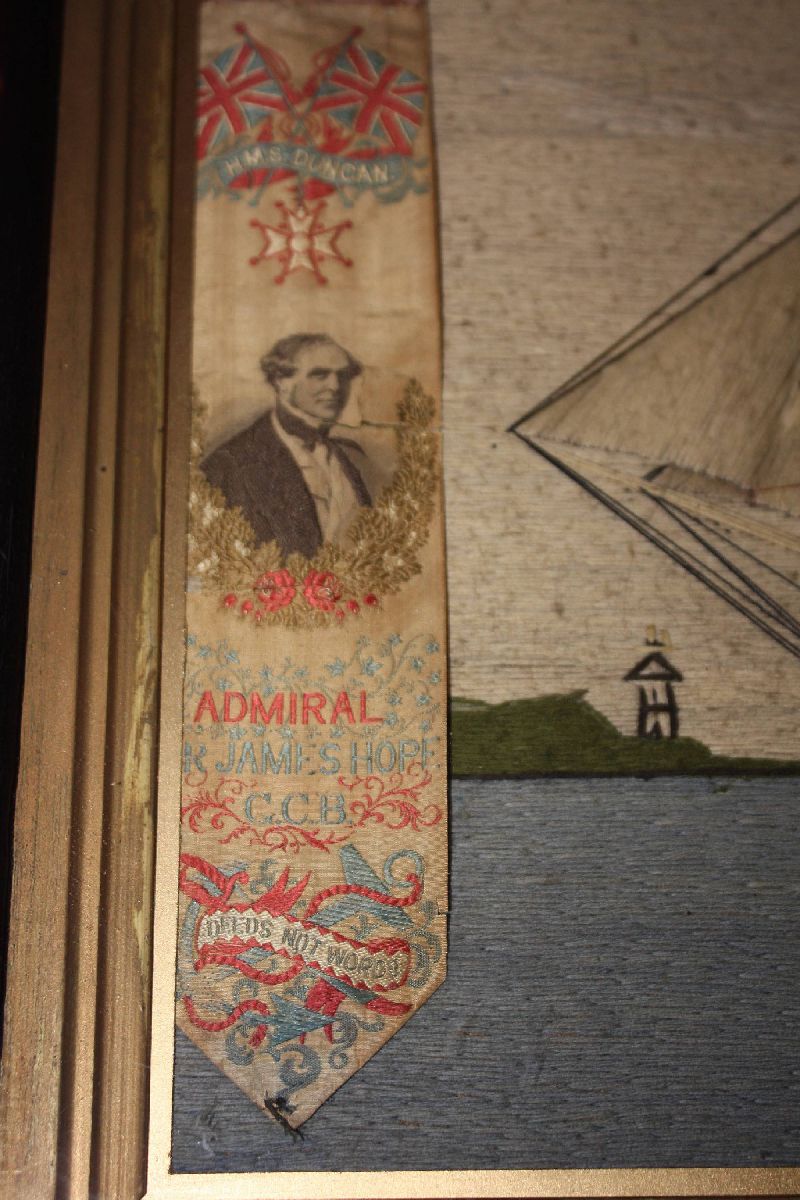 H.M.S. DUNCAN
ADMIRAL
R JAMES HOPE
C.C.B.
DEEDS NOT WORDS